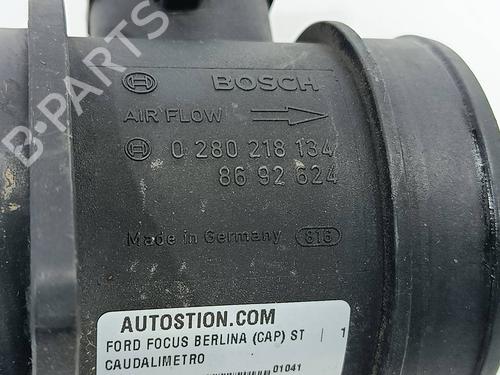 BOSCH
AIR FLOW
0 280 218 134
86 92 624
Made in Germany 816
B-PARTS
AUTOSTION.COM
FORD FOCUS BERLINA (CAP) ST 1
CAUDALIMETRO
01041